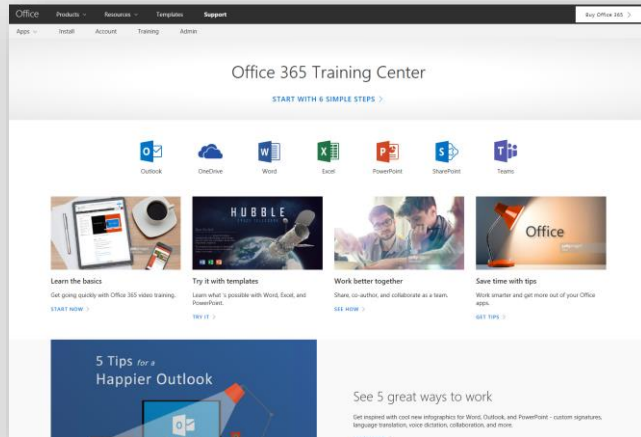 Office Products Resources Templates Support Buy Office 365 >
Apps Install Account Training Admin
Office 365 Training Center
START WITH 6 SIMPLE STEPS >
Outlook OneDrive Word Excel PowerPoint SharePoint Teams
HUBBLE
Office
Learn the basics
Get going quickly with Office 365 video training.
START NOW >
Try it with templates
Learn what 's possible with Word, Excel, and
PowerPoint.
TRY IT >
Work better together
Share, co-author, and collaborate as a team.
SEE HOW >
Save time with tips
Work smarter and get more out of your Office
apps.
GET TIPS >
5 Tips for a
Happier Outlook
See 5 great ways to work
Get inspired with cool new infographics for Word, Outlook, and PowerPoint - custom signatures,
language translation, voice dictation, collaboration, and more.